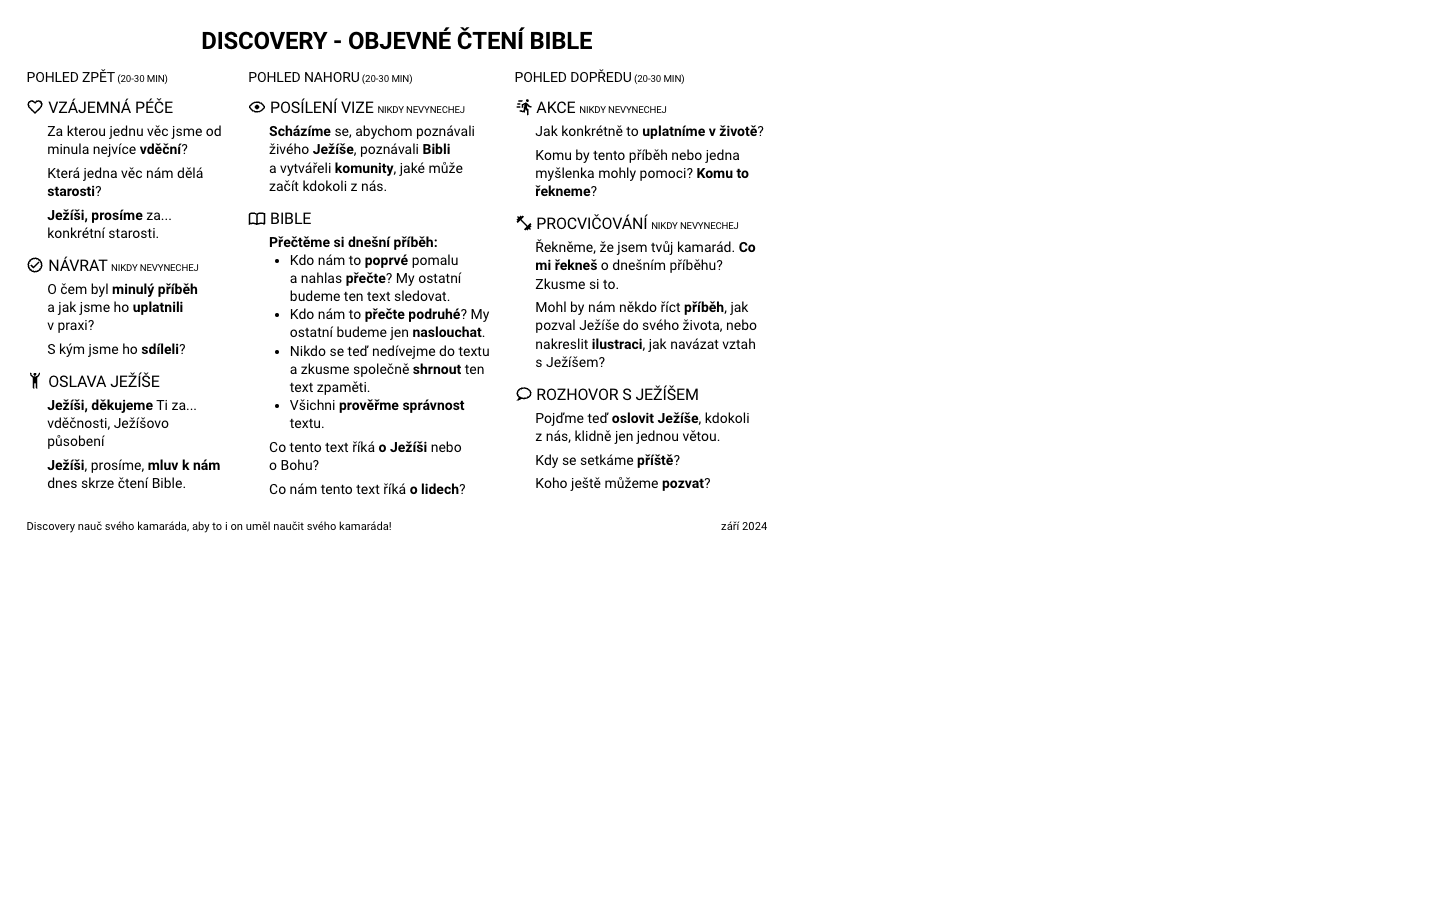 DISCOVERY - OBJEVNÉ ČTENÍ BIBLE
POHLED ZPĚT (20-30 MIN)
VZÁJEMNÁ PÉČE
Za kterou jednu věc jsme od
minula nejvíce vděční?
Která jedna věc nám dělá
starosti?
Ježíši, prosíme za...
konkrétní starosti.
NÁVRAT NIKDY NEVYNECHEJ
O čem byl minulý příběh
a jak jsme ho uplatnili
v praxi?
S kým jsme ho sdíleli?
OSLAVA JEŽÍŠE
Ježíši, děkujeme Ti za...
vděčnosti, Ježíšovo
působení
Ježíši, prosíme, mluv k nám
dnes skrze čtení Bible.
POHLED NAHORU (20-30 MIN)
POSÍLENÍ VIZE NIKDY NEVYNECHEJ
Scházíme se, abychom poznávali
živého Ježíše, poznávali Bibli
a vytvářeli komunity, jaké může
začít kdokoli z nás.
BIBLE
Přečtěme si dnešní příběh:
• Kdo nám to poprvé pomalu
a nahlas přečte? My ostatní
budeme ten text sledovat.
• Kdo nám to přečte podruhé? My
ostatní budeme jen naslouchat.
• Nikdo se teď nedívejme do textu
a zkusme společně shrnout ten
text zpaměti.
• Všichni prověřme správnost
textu.
Co tento text říká o Ježíši nebo
o Bohu?
Co nám tento text říká o lidech?
POHLED DOPŘEDU (20-30 MIN)
AKCE NIKDY NEVYNECHEJ
Jak konkrétně to uplatníme v životě?
Komu by tento příběh nebo jedna
myšlenka mohly pomoci? Komu to
řekneme?
PROCVIČOVÁNÍ NIKDY NEVYNECHEJ
Řekněme, že jsem tvůj kamarád. Co
mi řekneš o dnešním příběhu?
Zkusme si to.
Mohl by nám někdo říct příběh, jak
pozval Ježíše do svého života, nebo
nakreslit ilustraci, jak navázat vztah
s Ježíšem?
ROZHOVOR S JEŽÍŠEM
Pojďme teď oslovit Ježíše, kdokoli
z nás, klidně jen jednou větou.
Kdy se setkáme příště?
Koho ještě můžeme pozvat?
Discovery nauč svého kamaráda, aby to i on uměl naučit svého kamaráda!
září 2024